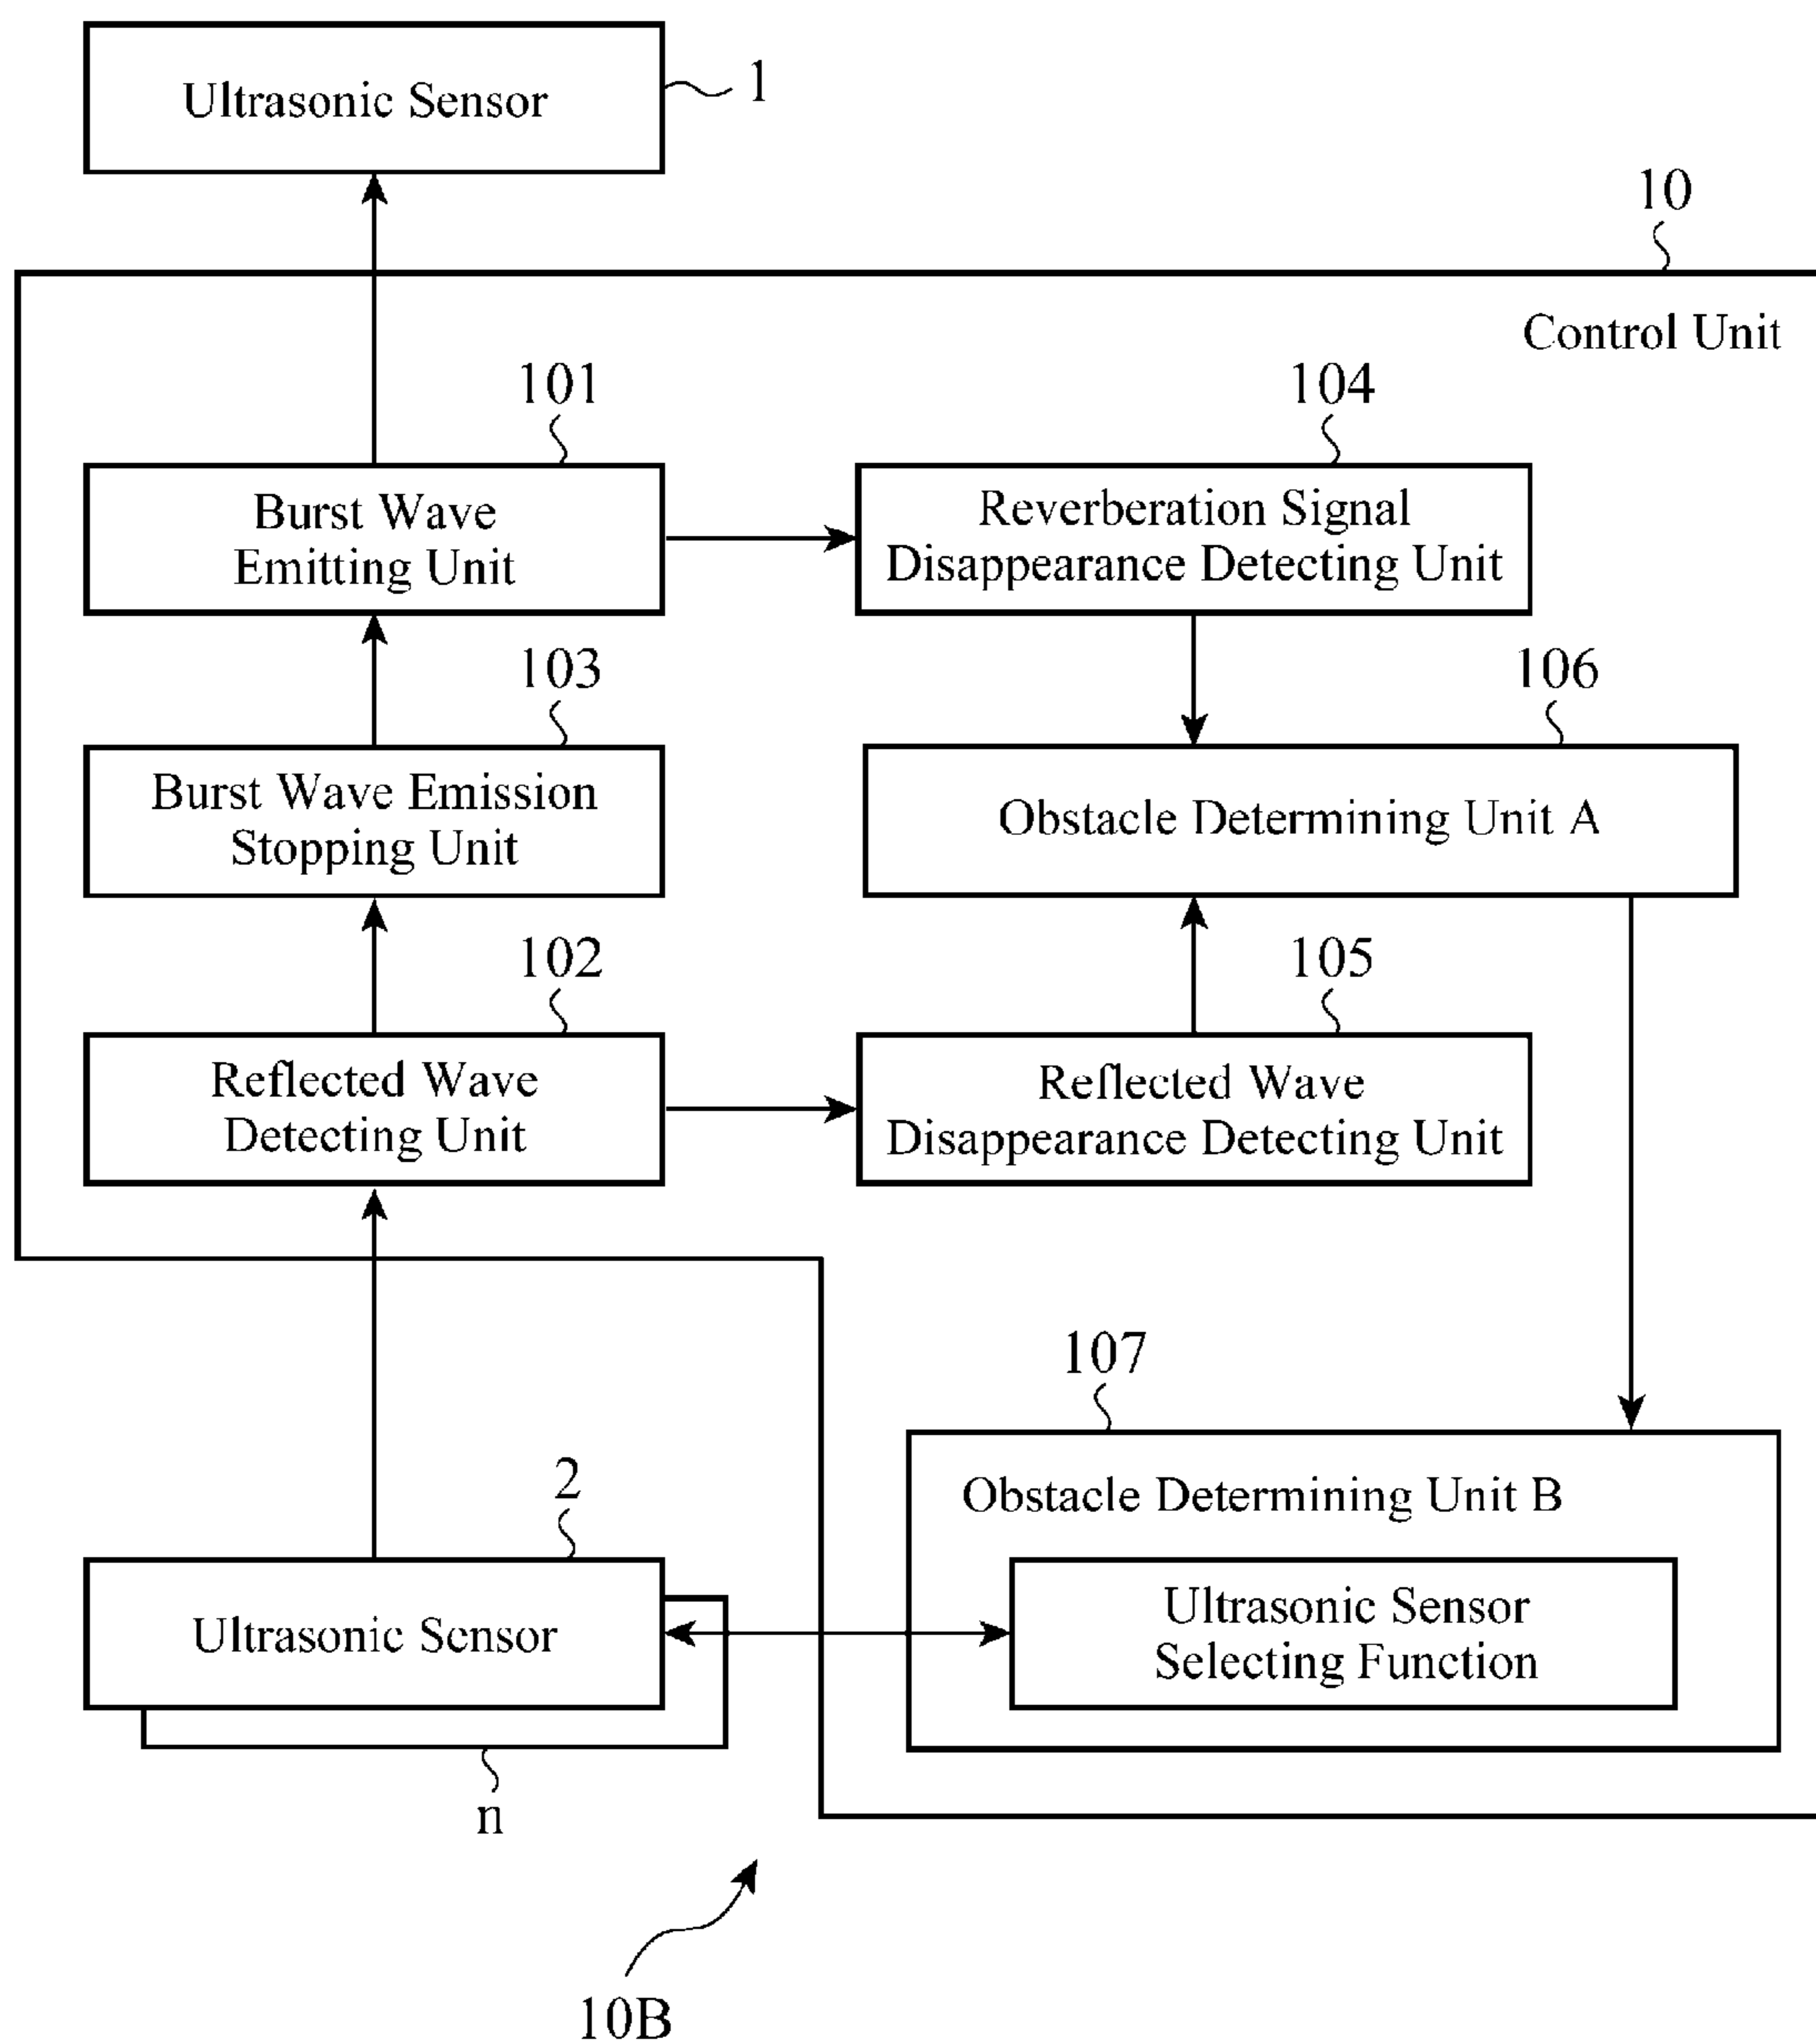 Ultrasonic Sensor
1
10
Control Unit
101
104
Burst Wave
Emitting Unit
Reverberation Signal
Disappearance Detecting Unit
103
106
Burst Wave Emission
Stopping Unit
Obstacle Determining Unit A
102
105
Reflected Wave
Detecting Unit
Reflected Wave
Disappearance Detecting Unit
107
2
Obstacle Determining Unit B
Ultrasonic Sensor
Ultrasonic Sensor
Selecting Function
n
10B